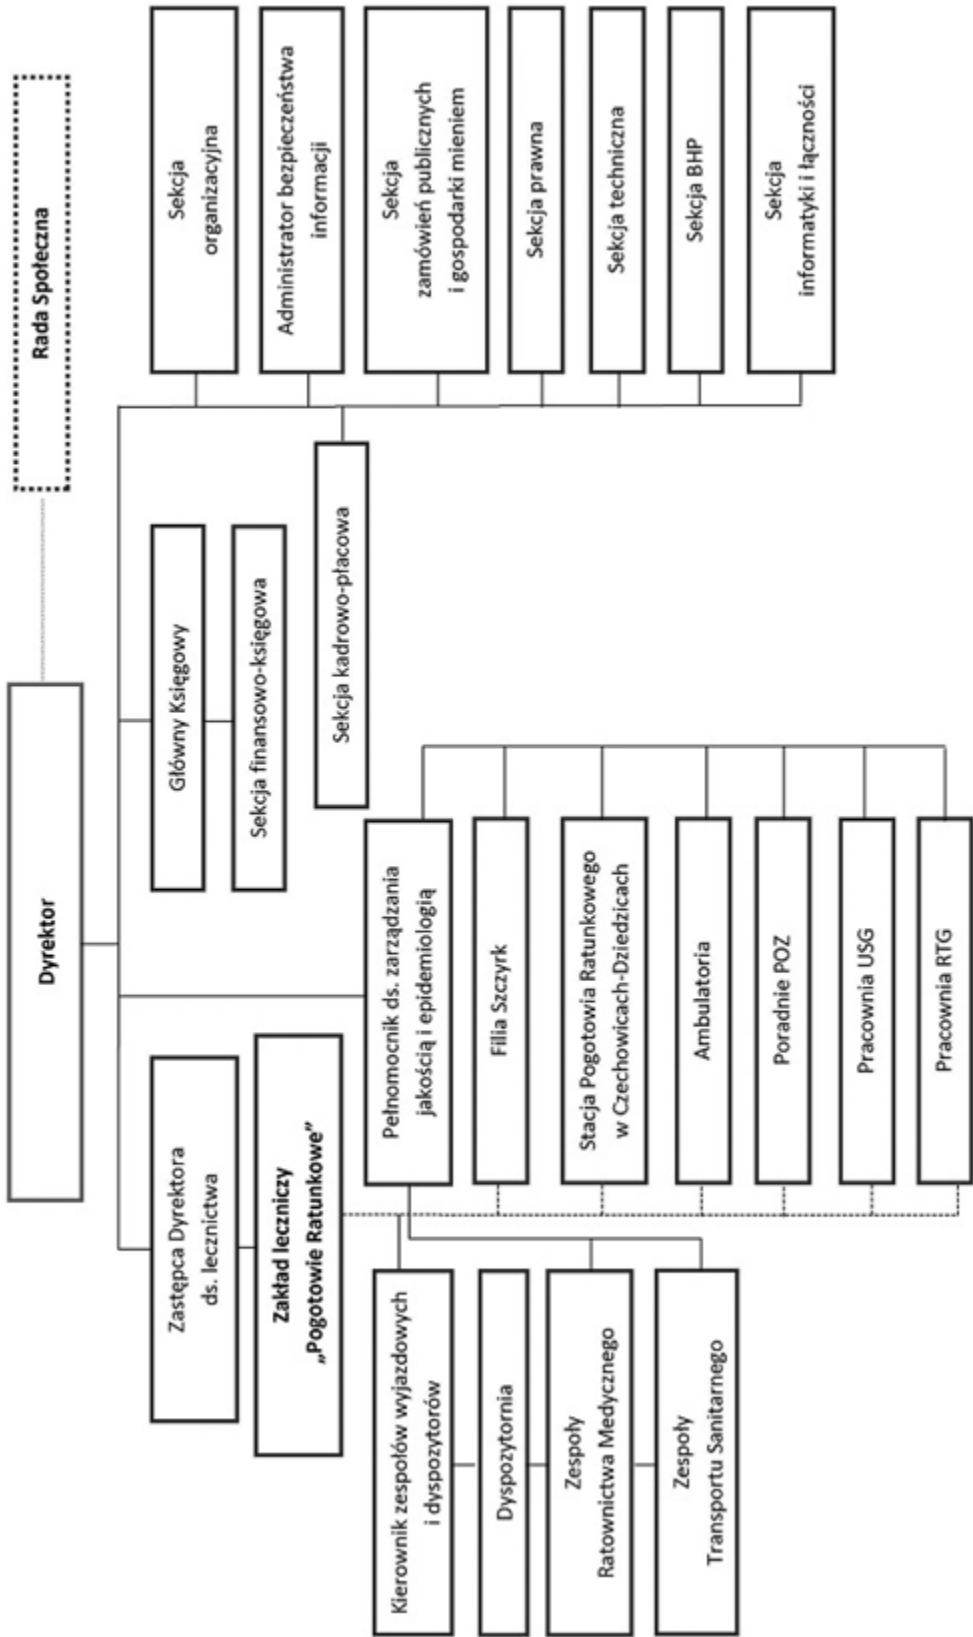 Dyrektor
Rada Społeczna
Zastępca Dyrektora
ds. lecznictwa
Zakład leczniczy
„Pogotowie Ratunkowe”
Główny Księgowy
Sekcja finansowo-księgowa
Sekcja kadrowo-płacowa
Sekcja
organizacyjna
Administrator bezpieczeństwa
informacji
Sekcja
zamówień publicznych
i gospodarki mieniem
Sekcja prawna
Sekcja techniczna
Sekcja BHP
Sekcja
informatyki i łączności
Kierownik zespołów wyjazdowych
i dyspozytorów
Dyspozytornia
Zespoły
Ratownictwa Medycznego
Zespoły
Transportu Sanitarnego
Pełnomocnik ds. zarządzania
jakością i epidemiologią
Filia Szczyrk
Stacja Pogotowia Ratunkowego
w Czechowicach-Dziedzicach
Ambulatoria
Poradnie POZ
Pracownia USG
Pracownia RTG